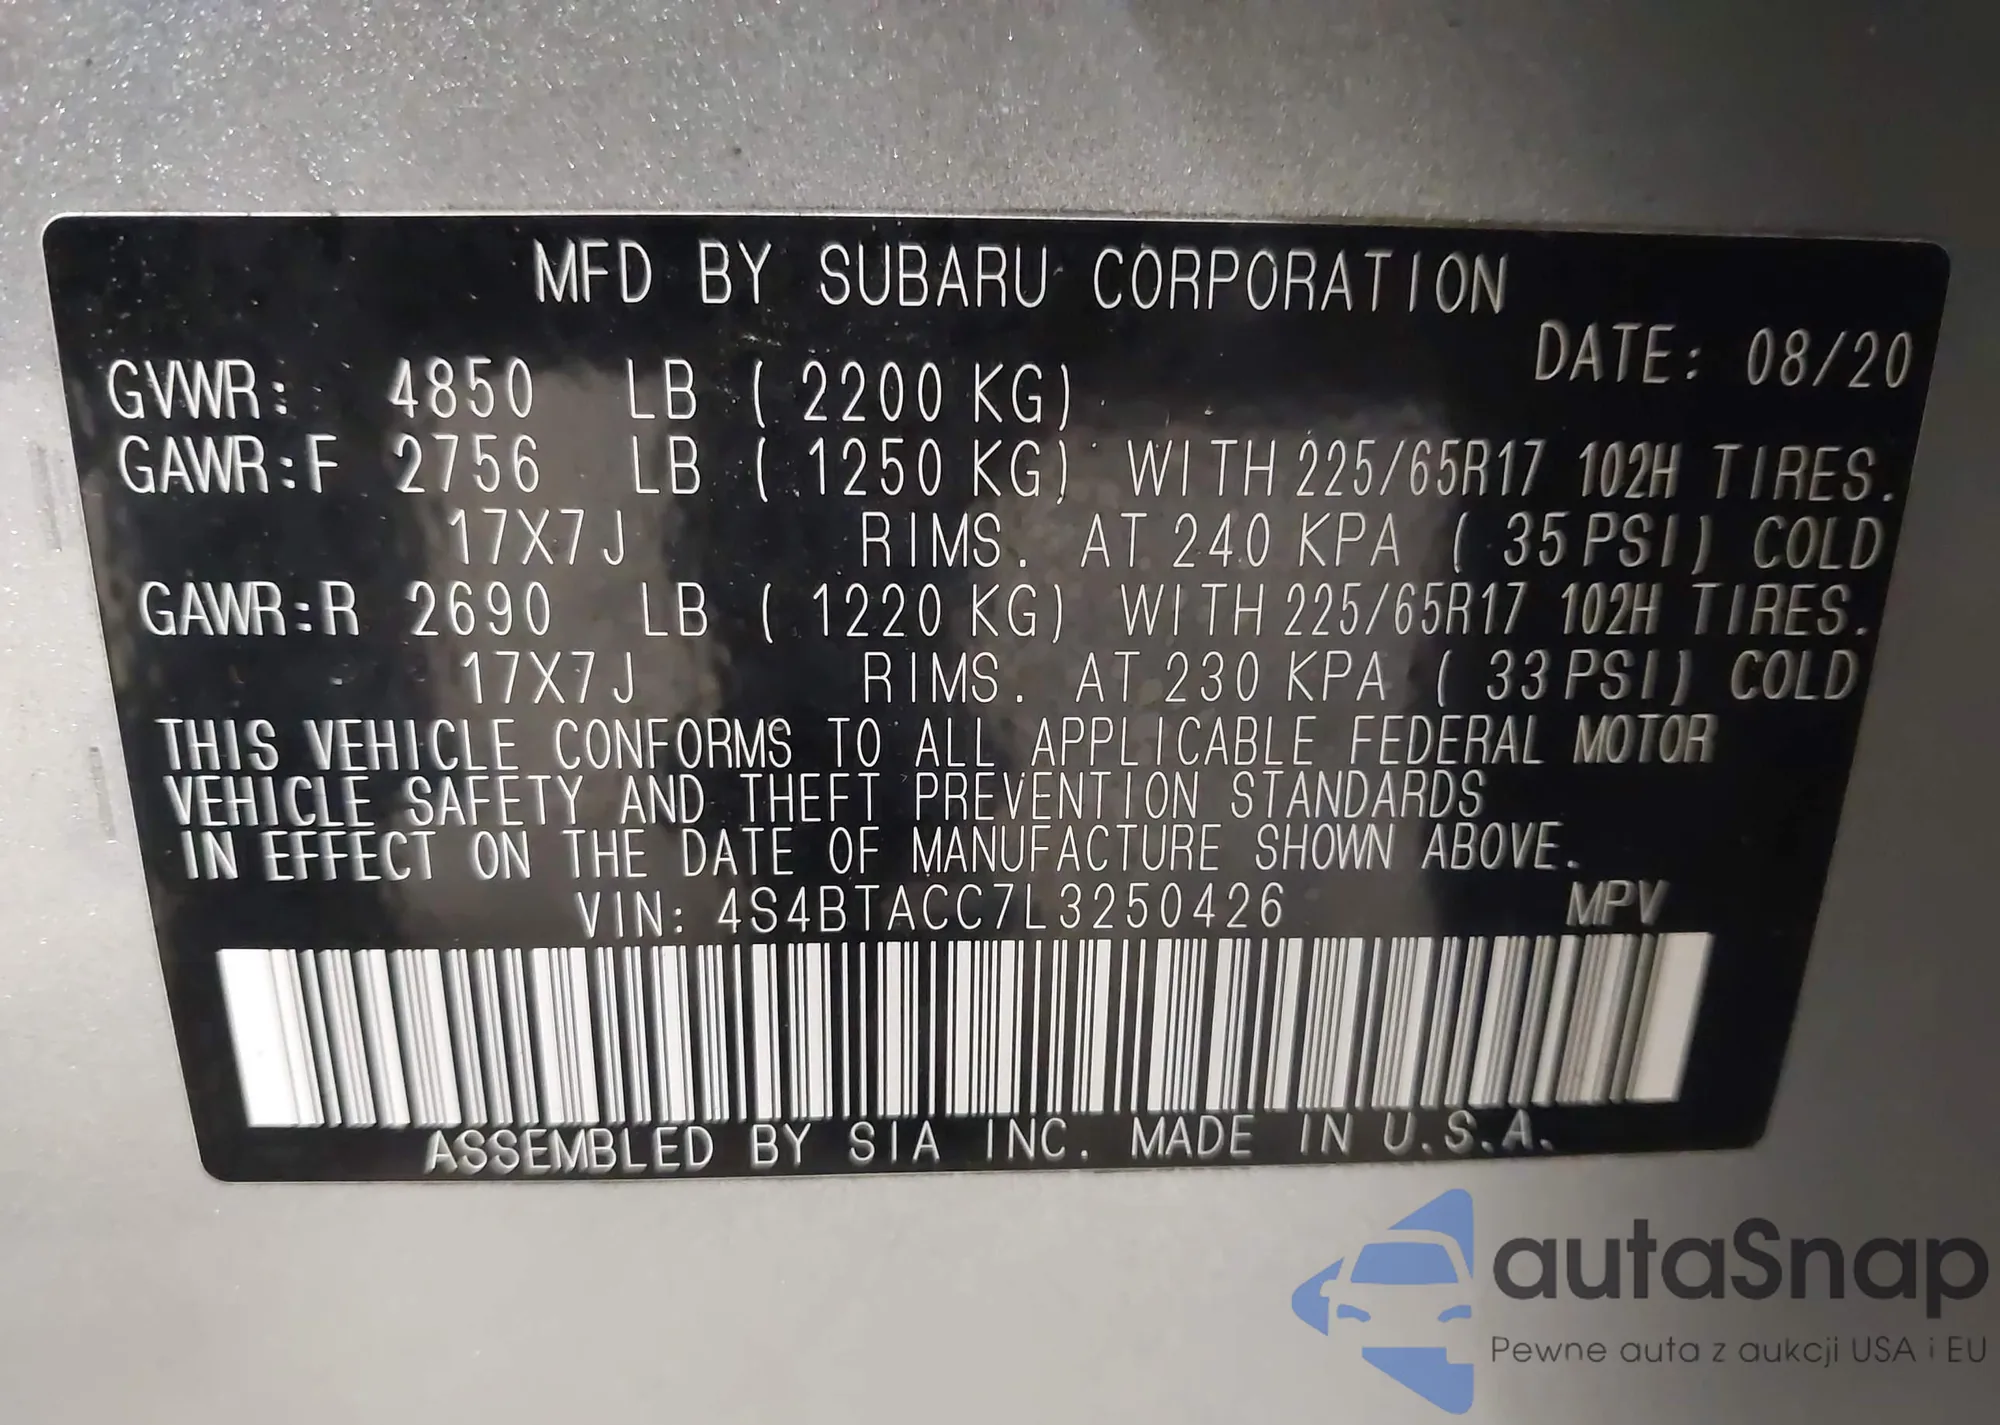 MFD BY SUBARU CORPORATION
DATE: 08/20
GVWR: 4850 LB ( 2200 KG)
GAWR:F 2756 LB ( 1250 KG) WITH 225/65R17 102H TIRES.
17X7J RIMS. AT 240 KPA ( 35 PSI) COLD
GAWR:R 2690 LB ( 1220 KG) WITH 225/65R17 102H TIRES.
17X7J RIMS. AT 230 KPA ( 33 PSI) COLD
THIS VEHICLE CONFORMS TO ALL APPLICABLE FEDERAL MOTOR
VEHICLE SAFETY AND THEFT PREVENTION STANDARDS
IN EFFECT ON THE DATE OF MANUFACTURE SHOWN ABOVE.
VIN: 4S4BTACC7L3250426 MPV
ASSEMBLED BY SIA INC. MADE IN U.S.A.
autaSnap
Pewne auta z aukcji USA i EU